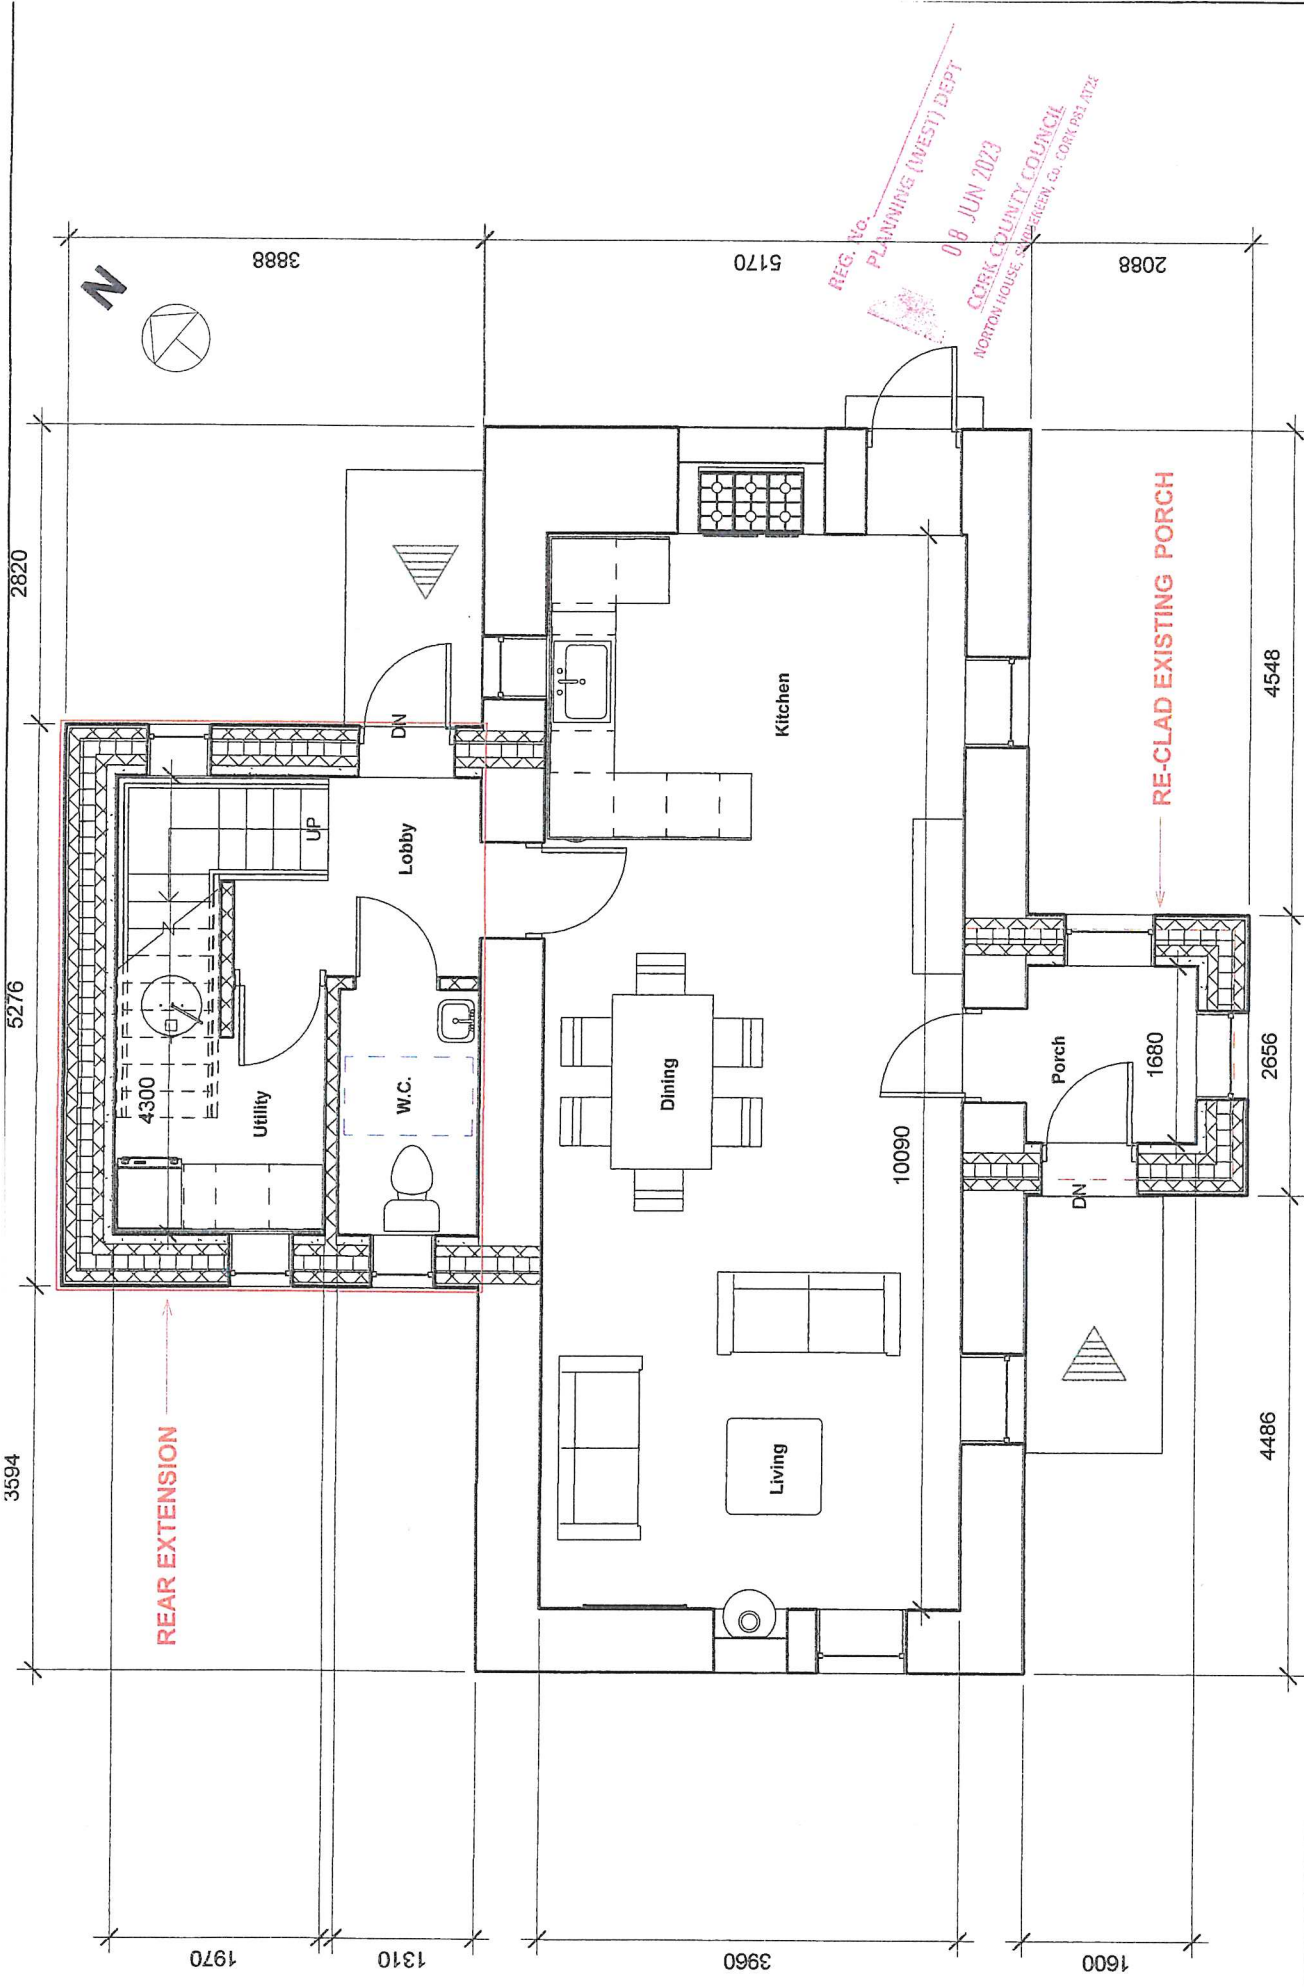 3594
5276
2820
REAR EXTENSION
N
3888
5170
2088
1970
1310
3960
1600
4300
Utility
W.C.
UP
Lobby
DN
Living
Dining
Kitchen
10090
Porch
1680
DN
RE-CLAD EXISTING PORCH
4486
2656
4548
REG. No.
PLANNING (WEST) DEPT
08 JUN 2023
CORK COUNTY COUNCIL
NORTON HOUSE, SKIBBEREEN, Co. CORK P81 AT28